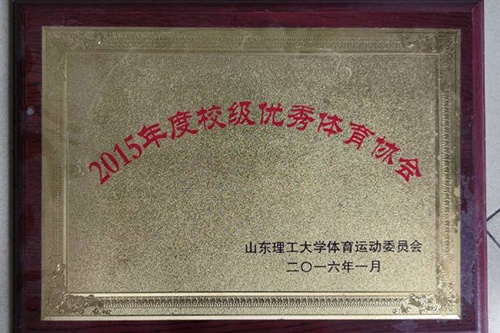 2015年度校级优秀体育协会
山东理工大学体育运动委员会
二〇一六年一月